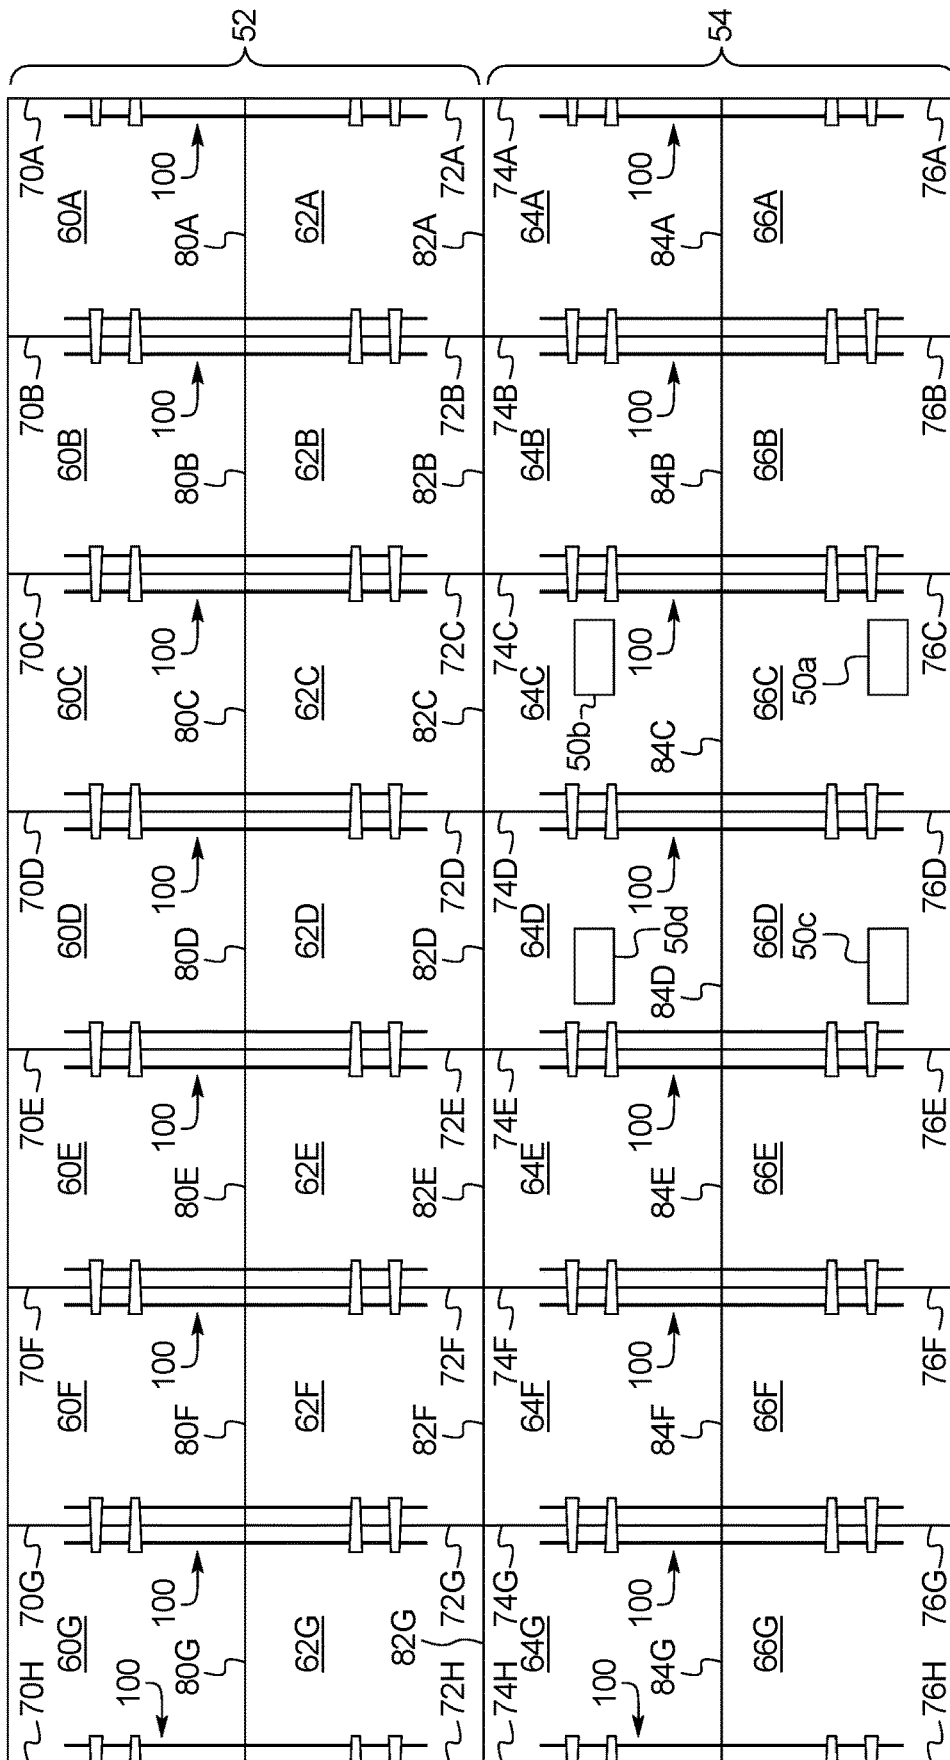 52
54
70A
60A
100
80A
62A
72A
82A
74A
64A
100
84A
66A
76A
70B
60B
100
80B
62B
72B
82B
74B
64B
100
84B
66B
76B
70C
60C
100
80C
62C
72C
82C
74C
64C
100
50b
84C
66C
50a
76C
70D
60D
100
80D
62D
72D
82D
74D
64D
100
50d
84D
66D
50c
76D
70E
60E
100
80E
62E
72E
82E
74E
64E
100
84E
66E
76E
70F
60F
100
80F
62F
72F
82F
74F
64F
100
84F
66F
76F
70G
60G
100
80G
62G
72G
82G
74G
64G
100
84G
66G
76G
70H
100
72H
74H
100
76H